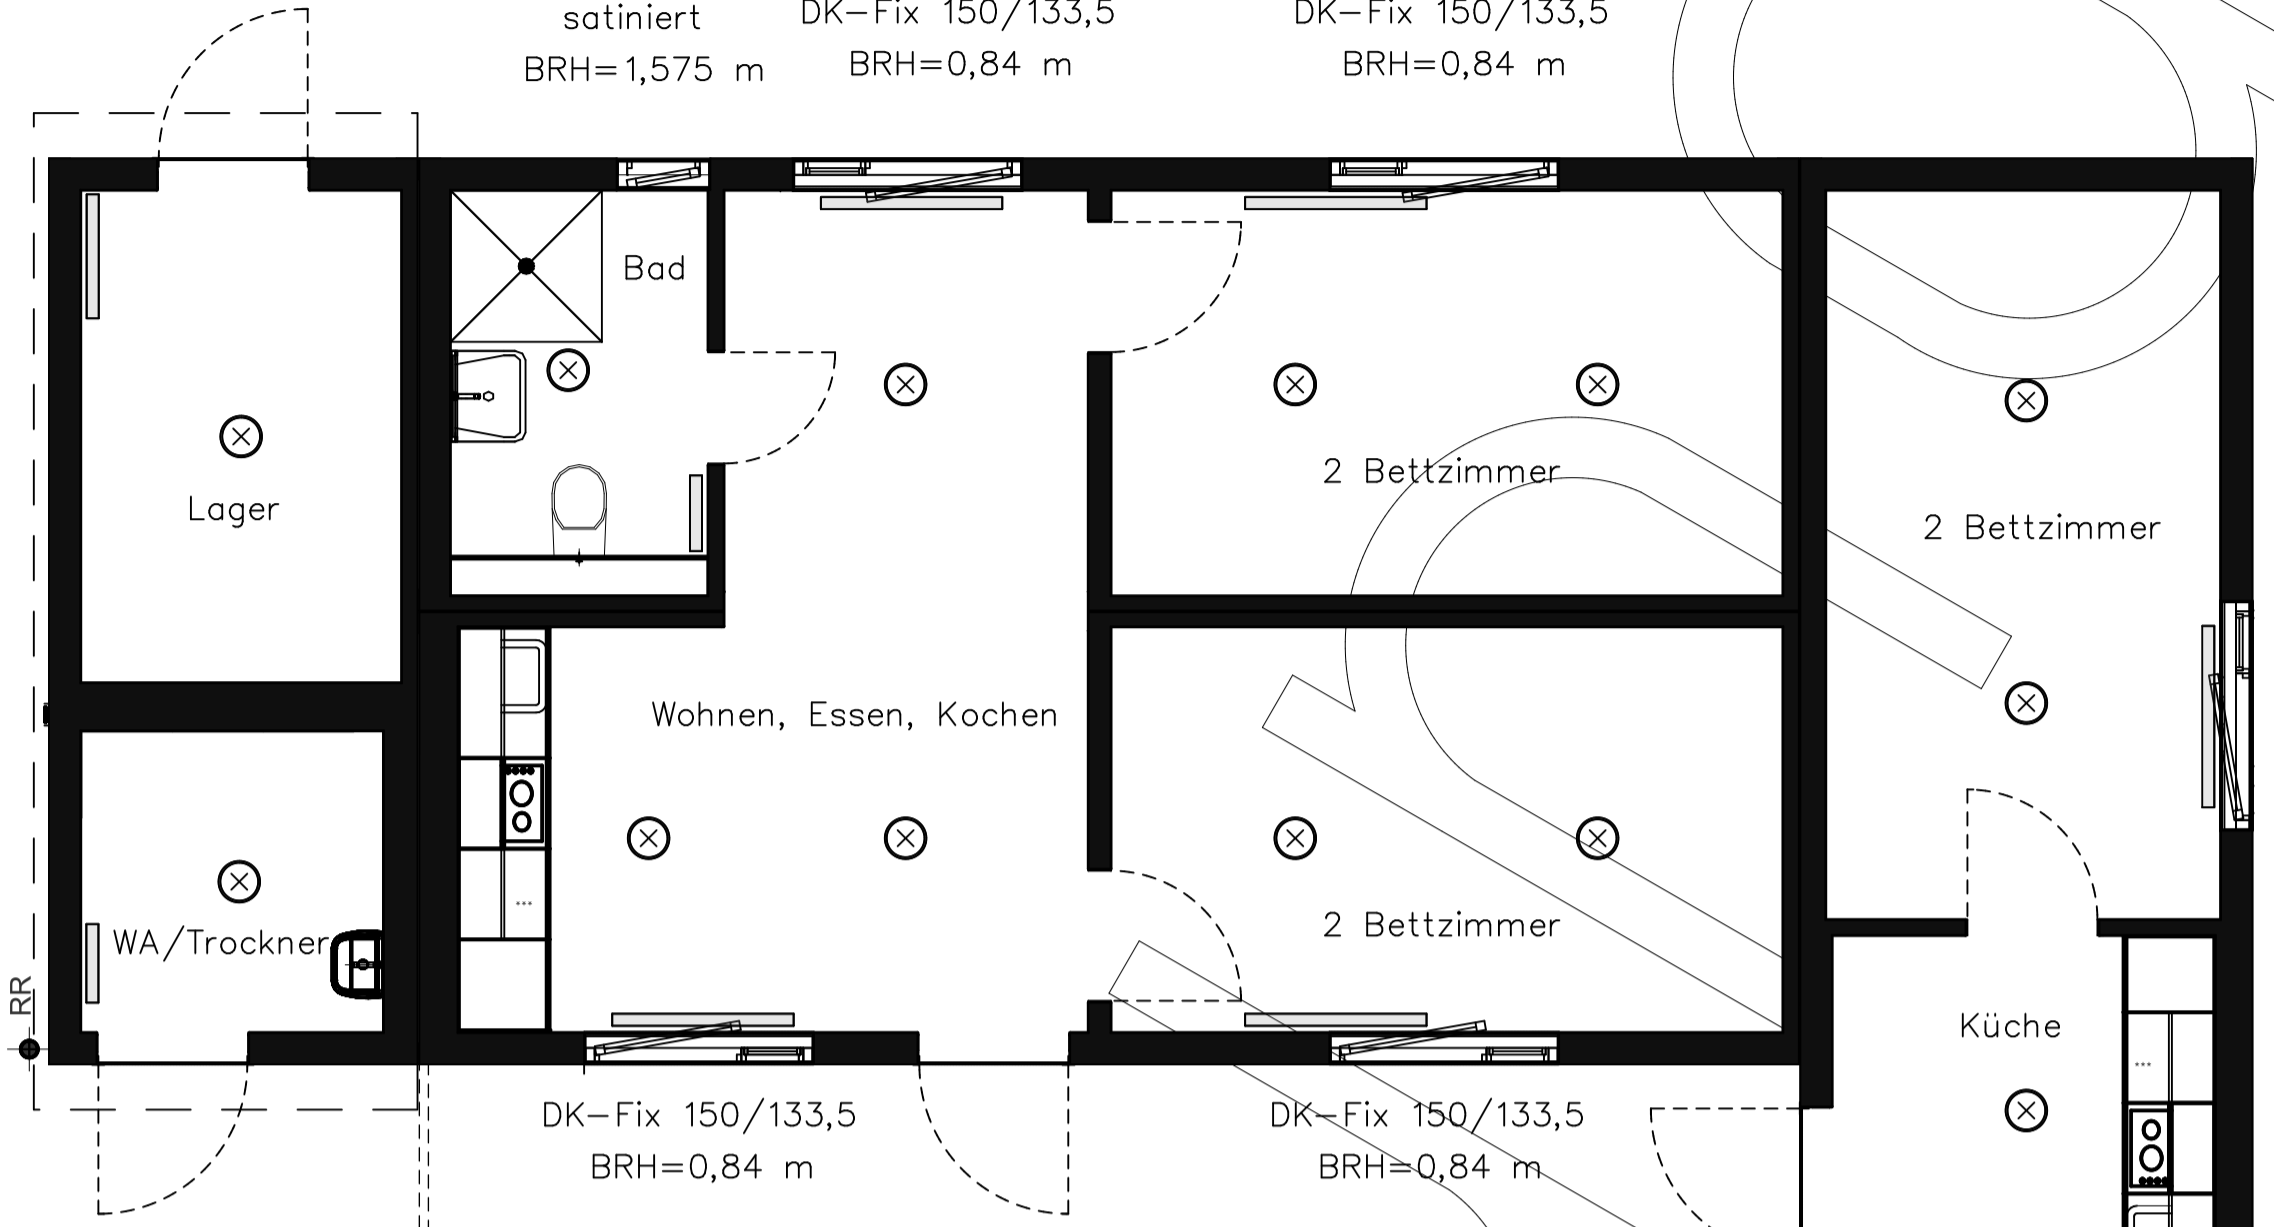 satiniert
BRH=1,575 m
DK-Fix 150/133,5
BRH=0,84 m
DK-Fix 150/133,5
BRH=0,84 m
Bad
Lager
2 Bettzimmer
2 Bettzimmer
Wohnen, Essen, Kochen
WA/Trockner
2 Bettzimmer
RR
Küche
DK-Fix 150/133,5
BRH=0,84 m
DK-Fix 150/133,5
BRH=0,84 m